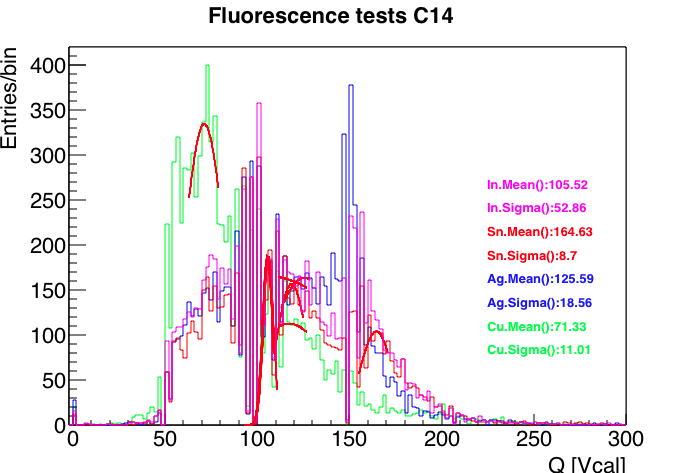 Fluorescence tests C14
Entries/bin
400
350
300
250
200
150
100
50
0
In.Mean():105.52
In.Sigma():52.86
Sn.Mean():164.63
Sn.Sigma():8.7
Ag.Mean():125.59
Ag.Sigma():18.56
Cu.Mean():71.33
Cu.Sigma():11.01
0 50 100 150 200 250 300
Q [Vcal]